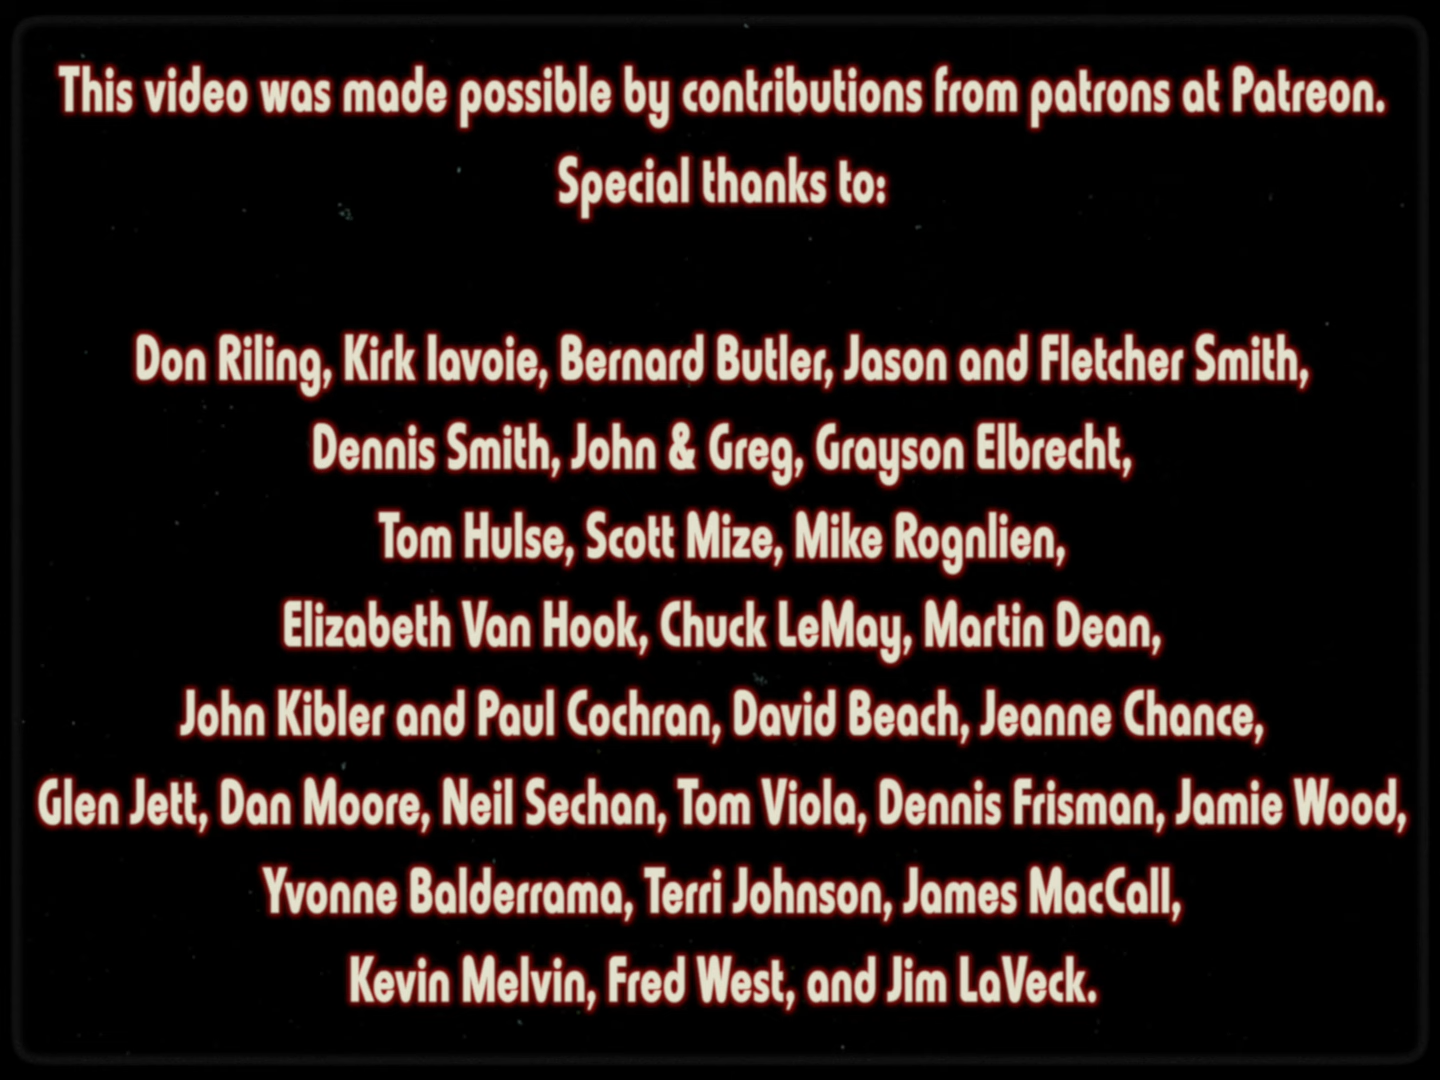 This video was made possible by contributions from patrons at Patreon.
Special thanks to:
Don Riling, Kirk lavoie, Bernard Butler, Jason and Fletcher Smith,
Dennis Smith, John & Greg, Grayson Elbrecht,
Tom Hulse, Scott Mize, Mike Rognlien,
Elizabeth Van Hook, Chuck LeMay, Martin Dean,
John Kibler and Paul Cochran, David Beach, Jeanne Chance,
Glen Jett, Dan Moore, Neil Sechan, Tom Viola, Dennis Frisman, Jamie Wood,
Yvonne Balderrama, Terri Johnson, James MacCall,
Kevin Melvin, Fred West, and Jim LaVeck.